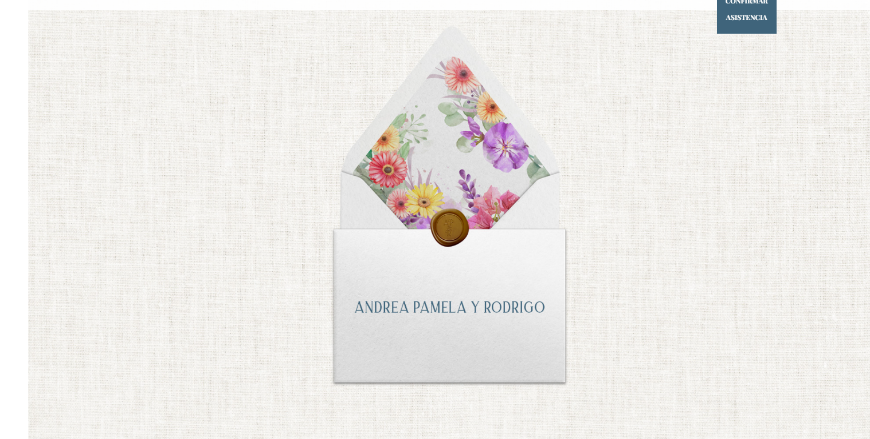 CONFIRMAR
ASISTENCIA
ANDREA PAMELA Y RODRIGO